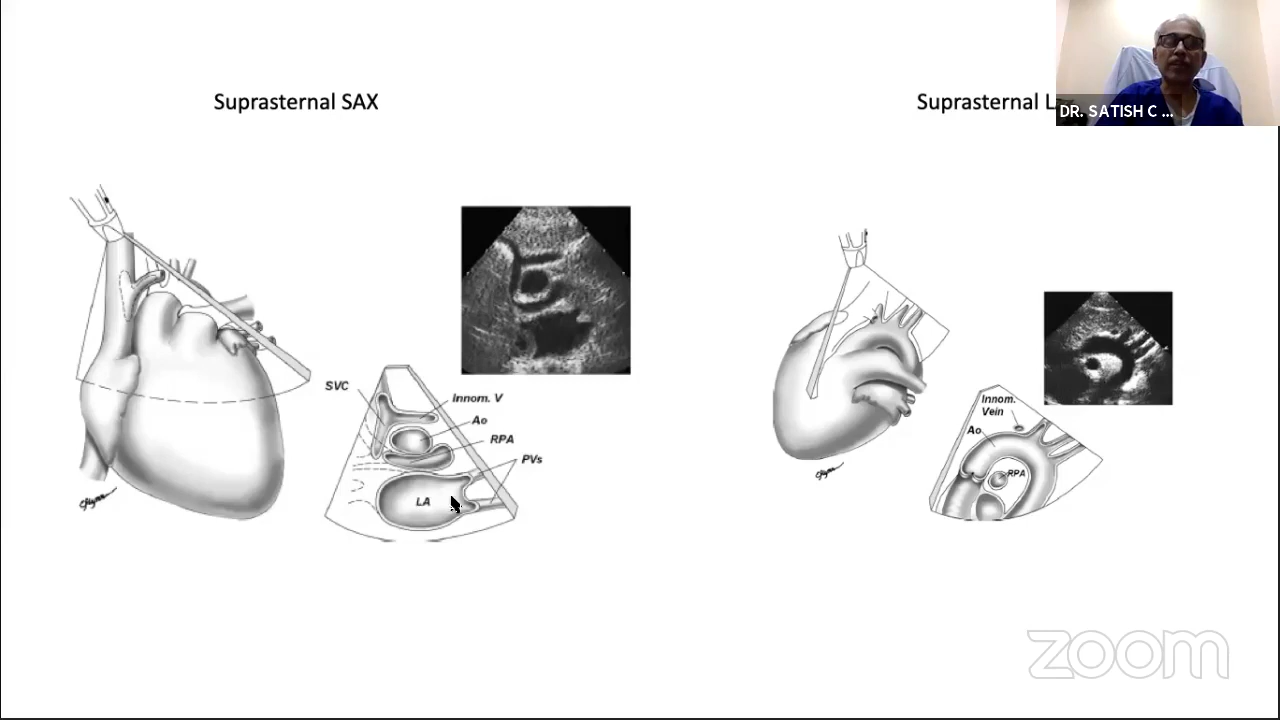 Suprasternal SAX
Suprasternal L
DR. SATISH C ...
SVC
Innom. V
Ao
RPA
PVs
LA
Innom.
Vein
Ao
RPA
zoom